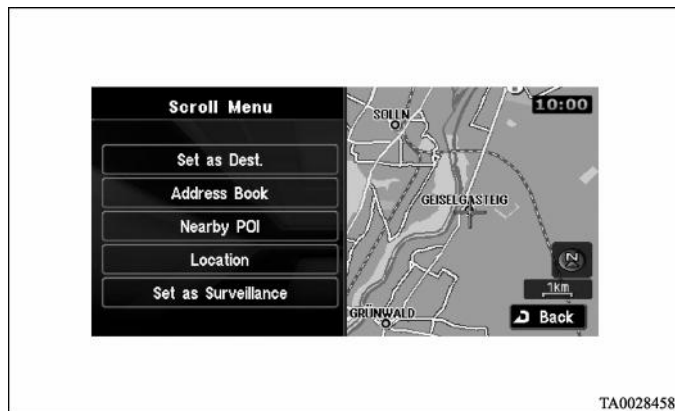 Scroll Menu
Set as Dest.
Address Book
Nearby POI
Location
Set as Surveillance
10:00
SOLLN
GEISELGASTEIG
1km
GRÜNWALD
Back
TA0028458